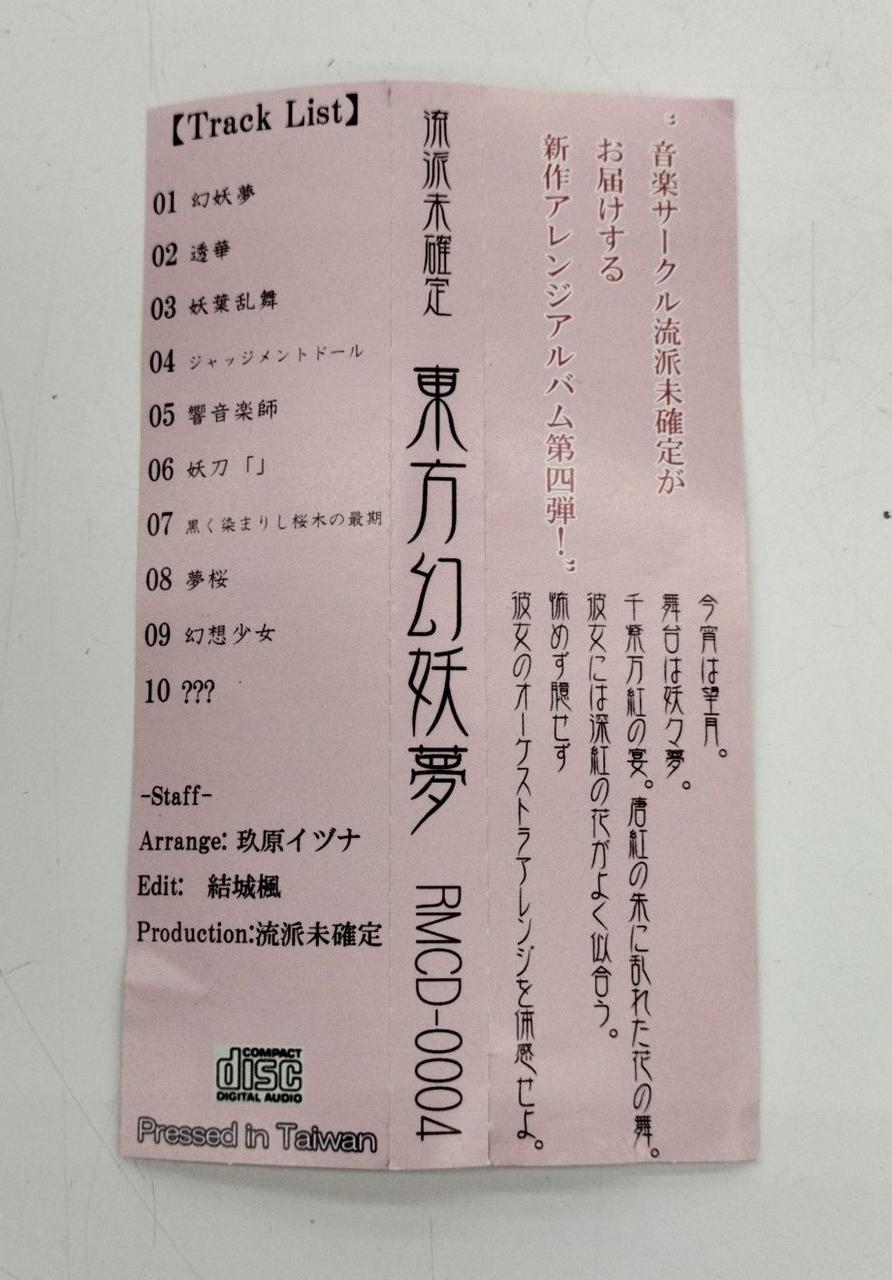 【Track List】
01 幻妖夢
02 透華
03 妖葉乱舞
04 ジャッジメントドール
05 響音楽師
06 妖刀「」
07 黒く染まりし桜木の最期
08 夢桜
09 幻想少女
10 ???
-Staff-
Arrange: 玖原イヅナ
Edit: 結城楓
Production:流派未確定
COMPACT
disc
DIGITAL AUDIO
Pressed in Taiwan
流派未確定 東方幻妖夢 RMCD-0004
〝音楽サークル流派未確定が
お届けする
新作アレンジアルバム第四弾!〟
今宵は望月。
舞台は妖々夢。
千紫万紅の宴。唐紅の朱に乱れた花の舞。
彼女には深紅の花がよく似合う。
怖めず臆せず
彼女のオーケストラアレンジを体感せよ。